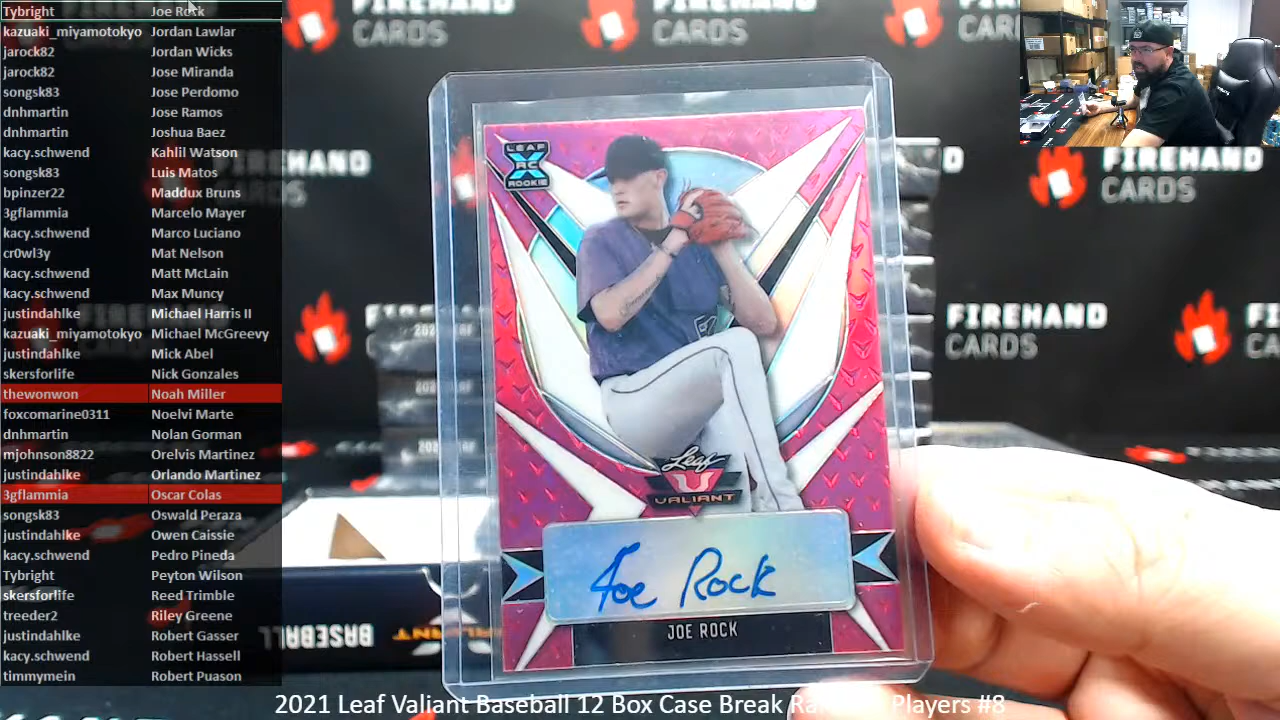 Tybright Joe Rock
kazuaki_miyamotokyo Jordan Lawlar
jarock82 Jordan Wicks
jarock82 Jose Miranda
songsk83 Jose Perdomo
dnhmartin Jose Ramos
dnhmartin Joshua Baez
kacy.schwend Kahlil Watson
songsk83 Luis Matos
bpinzer22 Maddux Bruns
3gflammia Marcelo Mayer
kacy.schwend Marco Luciano
cr0wl3y Mat Nelson
kacy.schwend Matt McLain
kacy.schwend Max Muncy
justindahlke Michael Harris II
kazuaki_miyamotokyo Michael McGreevy
justindahlke Mick Abel
skersforlife Nick Gonzales
thewonwon Noah Miller
foxcomarine0311 Noelvi Marte
dnhmartin Nolan Gorman
mjohnson8822 Orelvis Martinez
justindahlke Orlando Martinez
3gflammia Oscar Colas
songsk83 Oswald Peraza
justindahlke Owen Caissie
kacy.schwend Pedro Pineda
Tybright Peyton Wilson
skersforlife Reed Trimble
treeder2 Riley Greene
justindahlke Robert Gasser
kacy.schwend Robert Hassell
timmymein Robert Puason
CARDS
CARDS
FIREHAND
CARDS
FIREHAND
CARDS
LEAF
RC
ROOKIE
Leaf
VALIANT
Joe Rock
JOE ROCK
BASEBALL
2021 Leaf Valiant Baseball 12 Box Case Break Players #8